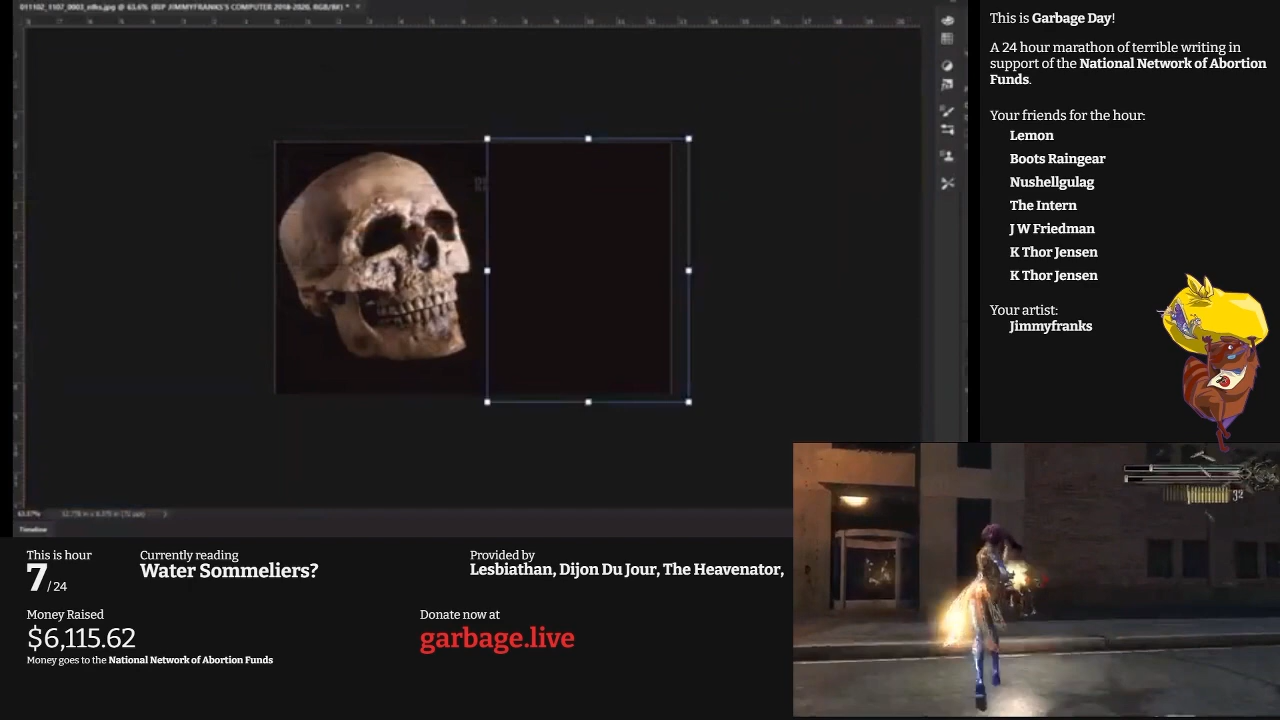 This is Garbage Day!
A 24 hour marathon of terrible writing in
support of the National Network of Abortion
Funds.
Your friends for the hour:
Lemon
Boots Raingear
Nushellgulag
The Intern
J W Friedman
K Thor Jensen
K Thor Jensen
Your artist:
Jimmyfranks
32
Timeline
This is hour
7/24
Currently reading
Water Sommeliers?
Provided by
Lesbiathan, Dijon Du Jour, The Heavenator,
Money Raised
$6,115.62
Money goes to the National Network of Abortion Funds
Donate now at
garbage.live